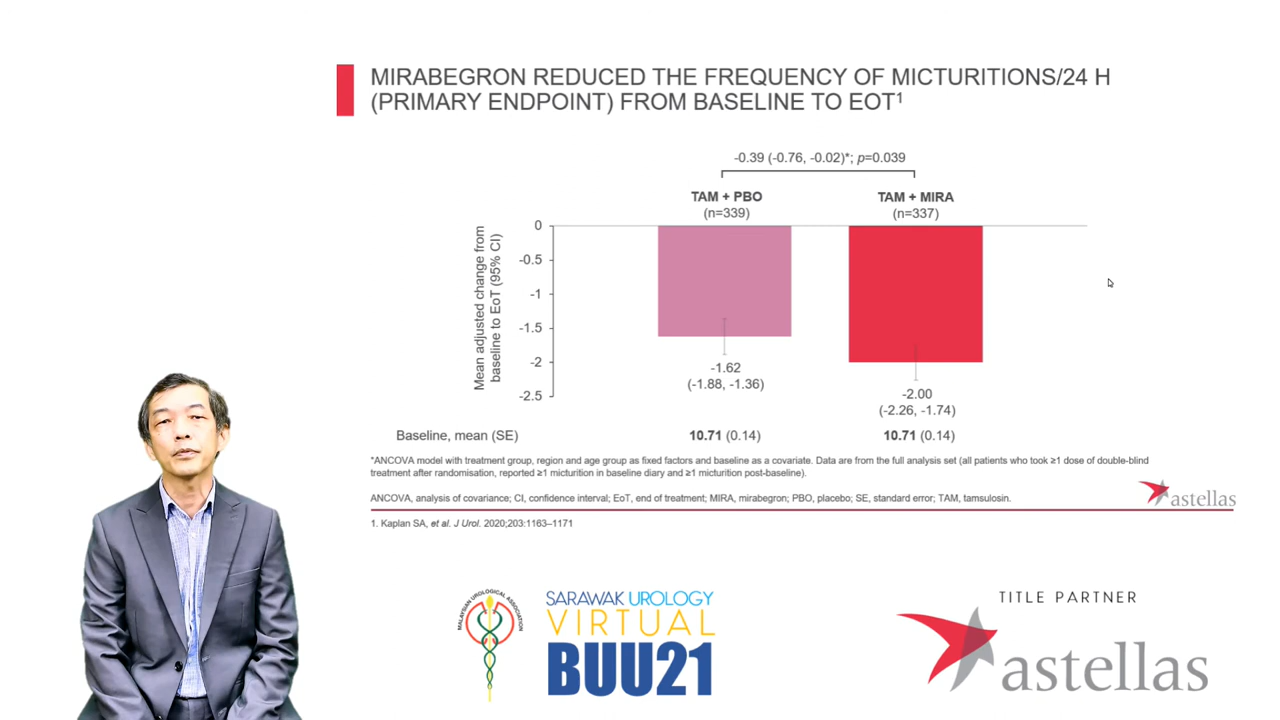 MIRABEGRON REDUCED THE FREQUENCY OF MICTURITIONS/24 H
(PRIMARY ENDPOINT) FROM BASELINE TO EOT¹
-0.39 (-0.76, -0.02)*; p=0.039
TAM + PBO
(n=339)
TAM + MIRA
(n=337)
Mean adjusted change from
baseline to EoT (95% CI)
0
-0.5
-1
-1.5
-2
-2.5
-1.62
(-1.88, -1.36)
-2.00
(-2.26, -1.74)
Baseline, mean (SE) 10.71 (0.14) 10.71 (0.14)
*ANCOVA model with treatment group, region and age group as fixed factors and baseline as a covariate. Data are from the full analysis set (all patients who took ≥1 dose of double-blind
treatment after randomisation, reported ≥1 micturition in baseline diary and ≥1 micturition post-baseline).
ANCOVA, analysis of covariance; CI, confidence interval; EoT, end of treatment; MIRA, mirabegron; PBO, placebo; SE, standard error; TAM, tamsulosin.
astellas
1. Kaplan SA, et al. J Urol. 2020;203:1163–1171
MALAYSIAN UROLOGICAL ASSOCIATION
SARAWAK UROLOGY
VIRTUAL
BUU21
TITLE PARTNER
astellas